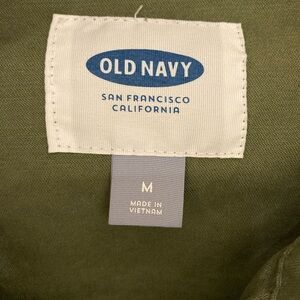 OLD NAVY
SAN FRANCISCO
CALIFORNIA
M
MADE IN
VIETNAM